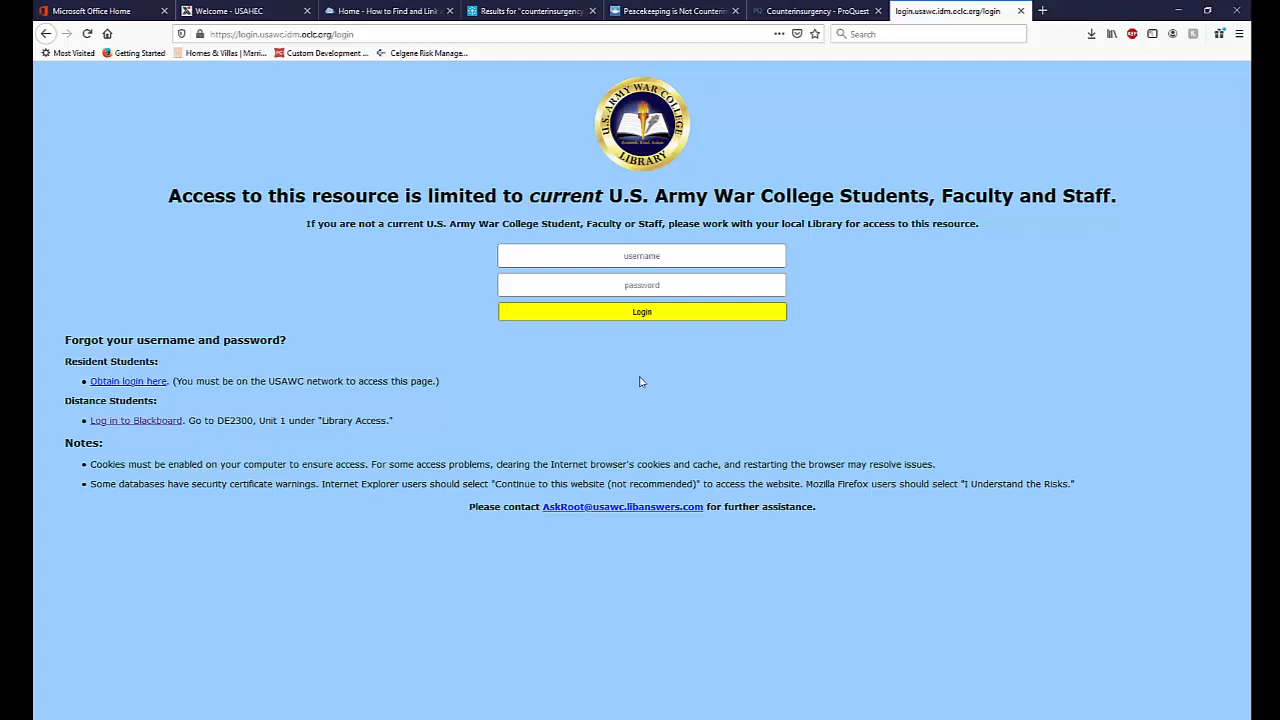 Microsoft Office Home
Welcome - USAHEC
Home - How to Find and Link a
Results for "counterinsurgency
Peacekeeping is Not Counterin
Counterinsurgency - ProQuest
login.usawc.idm.oclc.org/login
https://login.usawc.idm.oclc.org/login
Search
Most Visited
Getting Started
Homes & Villas | Marri...
Custom Development ...
Celgene Risk Manage...
U.S. ARMY WAR COLLEGE
LIBRARY
Access to this resource is limited to current U.S. Army War College Students, Faculty and Staff.
If you are not a current U.S. Army War College Student, Faculty or Staff, please work with your local Library for access to this resource.
username
password
Login
Forgot your username and password?
Resident Students:
• Obtain login here. (You must be on the USAWC network to access this page.)
Distance Students:
• Log in to Blackboard. Go to DE2300, Unit 1 under "Library Access."
Notes:
• Cookies must be enabled on your computer to ensure access. For some access problems, clearing the Internet browser's cookies and cache, and restarting the browser may resolve issues.
• Some databases have security certificate warnings. Internet Explorer users should select "Continue to this website (not recommended)" to access the website. Mozilla Firefox users should select "I Understand the Risks."
Please contact AskRoot@usawc.libanswers.com for further assistance.